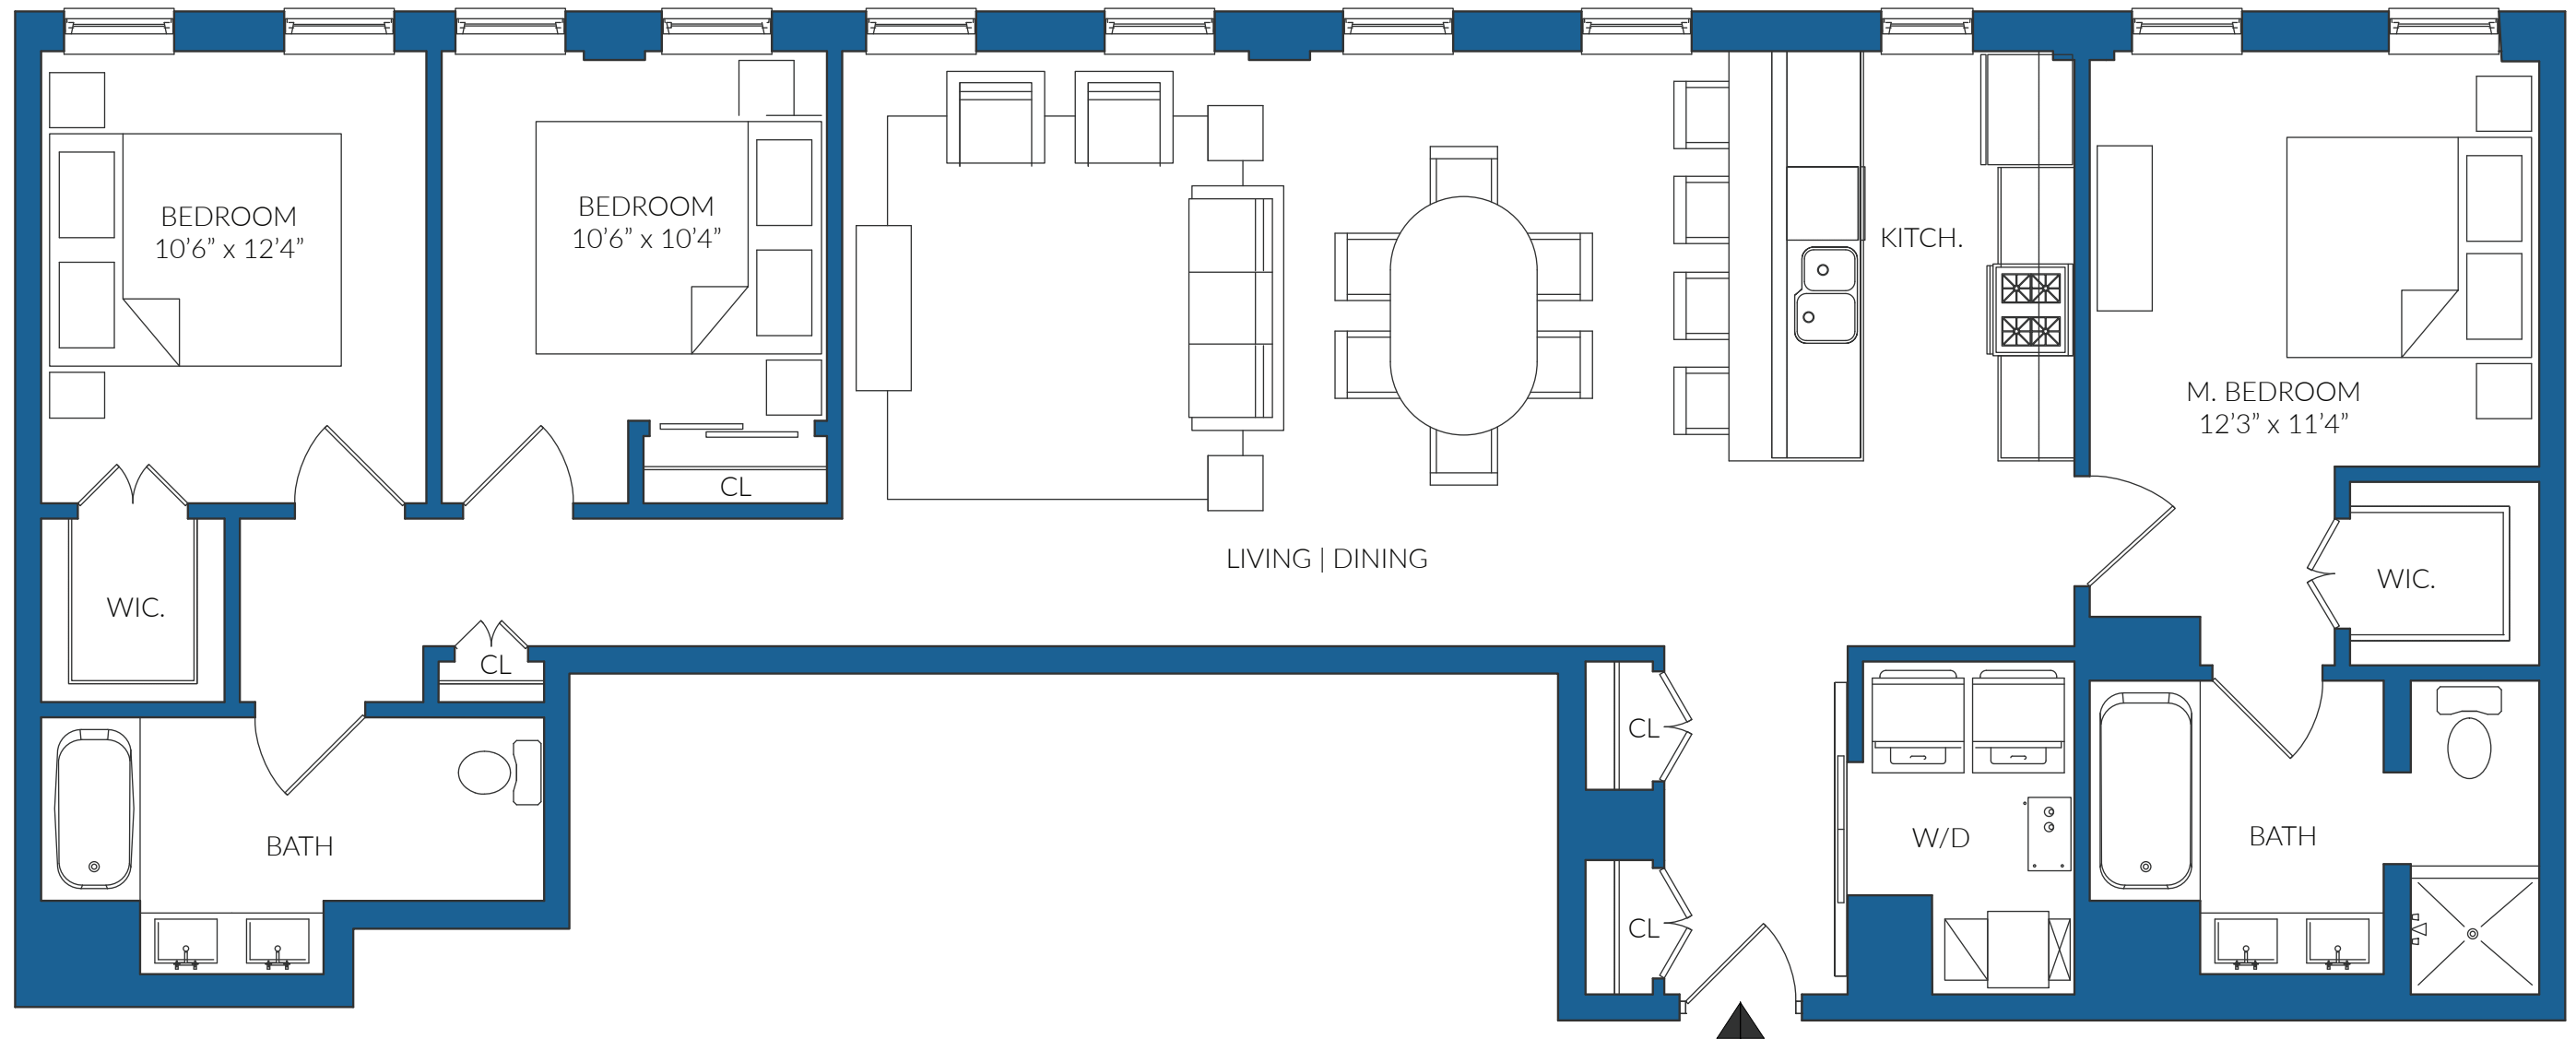 BEDROOM
10’6” x 12’4”
BEDROOM
10’6” x 10’4”
CL
KITCH.
M. BEDROOM
12’3” x 11’4”
LIVING | DINING
WIC.
WIC.
CL
CL
BATH
W/D
BATH
CL